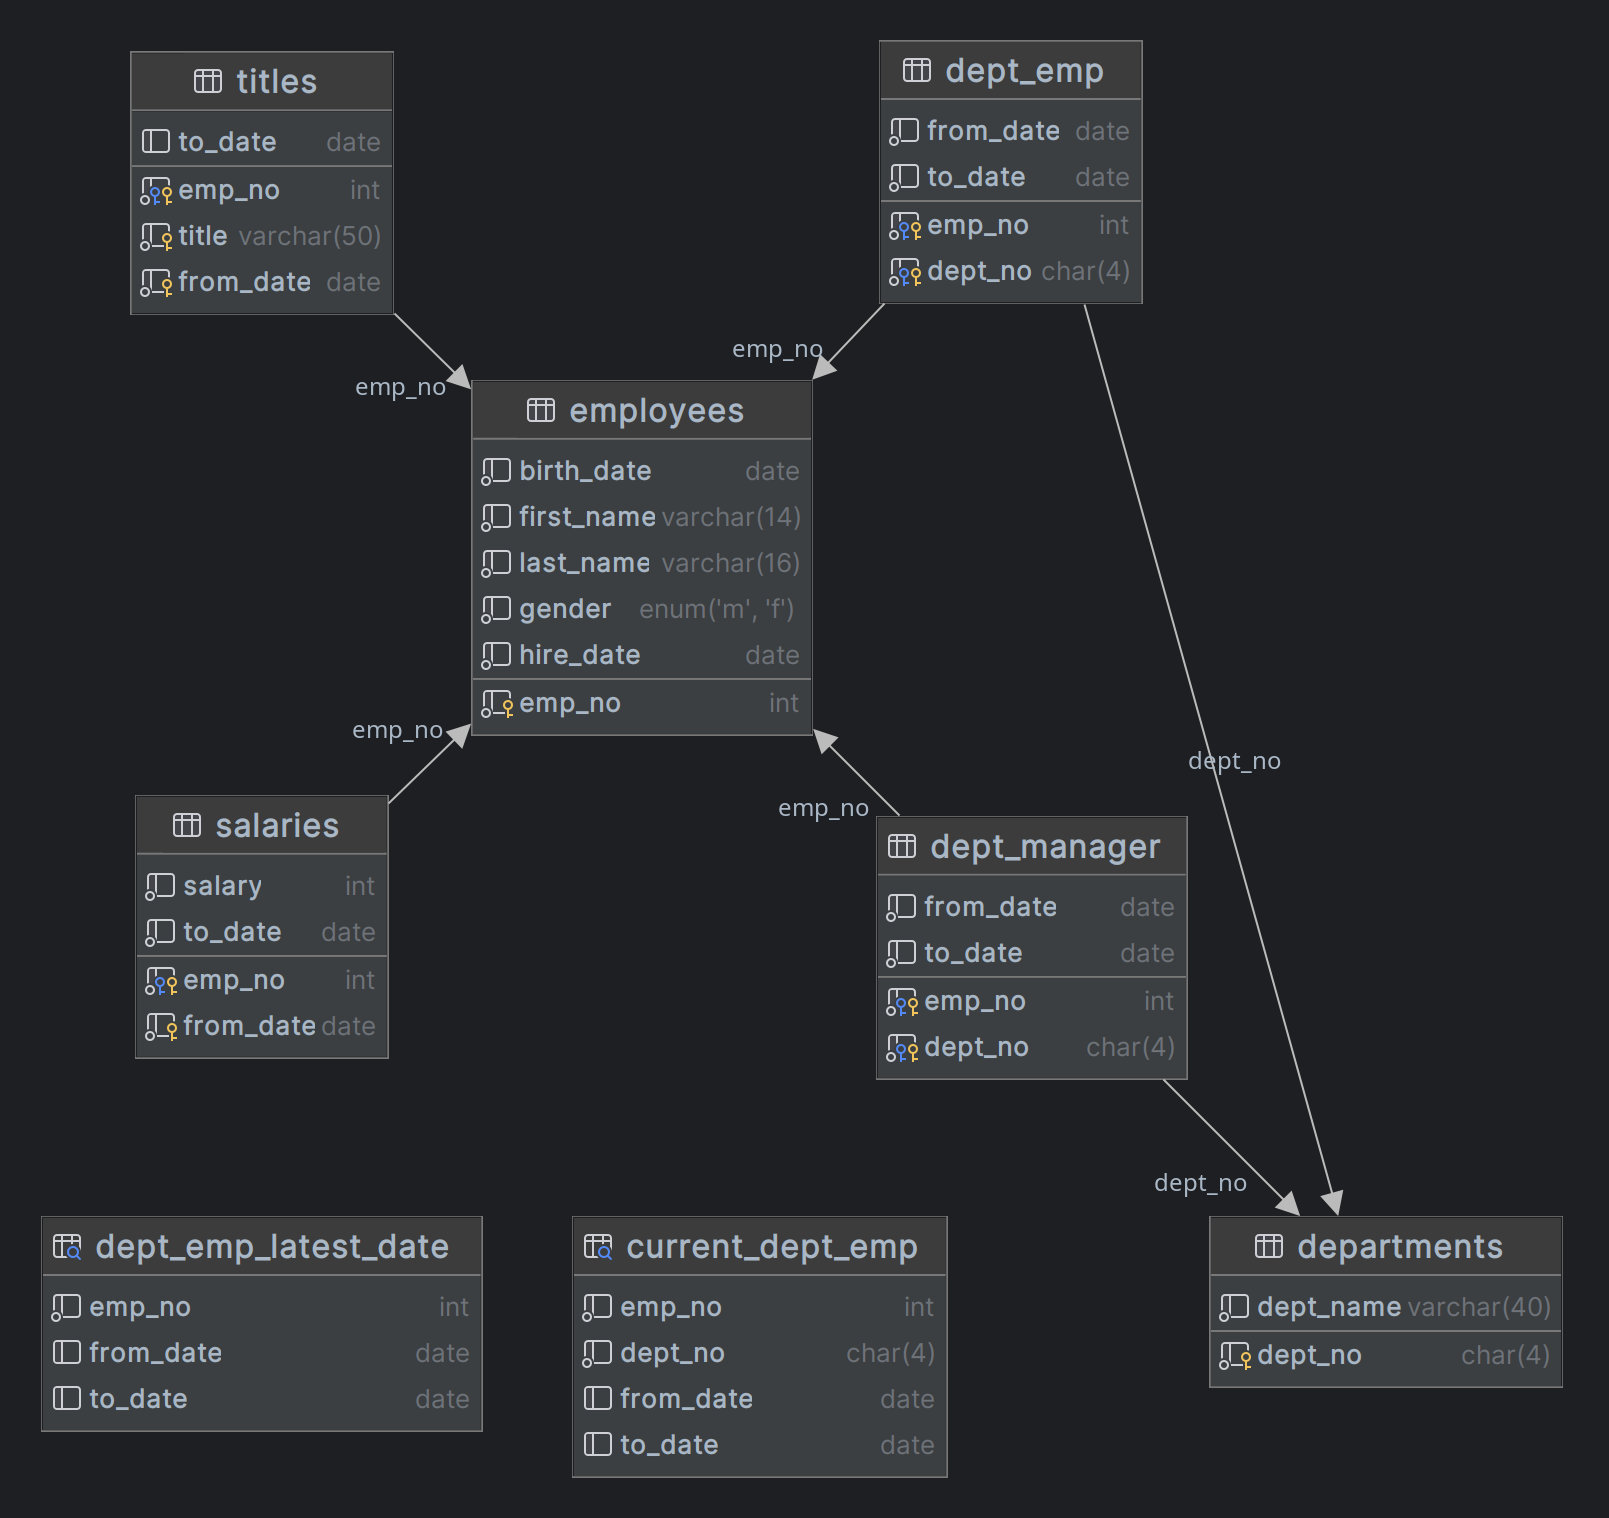 titles
to_date date
emp_no int
title varchar(50)
from_date date
dept_emp
from_date date
to_date date
emp_no int
dept_no char(4)
emp_no
emp_no
employees
birth_date date
first_name varchar(14)
last_name varchar(16)
gender enum('m', 'f')
hire_date date
emp_no int
emp_no
emp_no
dept_no
salaries
salary int
to_date date
emp_no int
from_date date
dept_manager
from_date date
to_date date
emp_no int
dept_no char(4)
dept_no
dept_emp_latest_date
emp_no int
from_date date
to_date date
current_dept_emp
emp_no int
dept_no char(4)
from_date date
to_date date
departments
dept_name varchar(40)
dept_no char(4)